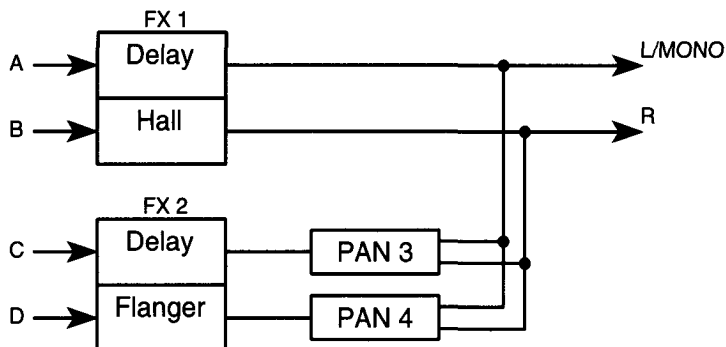 FX 1
A
Delay
L/MONO
B
Hall
R
FX 2
C
Delay
PAN 3
D
Flanger
PAN 4